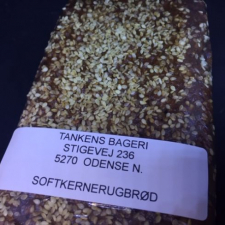 TANKENS BAGERI
STIGEVEJ 236
5270 ODENSE N.
SOFTKERNERUGBRØD